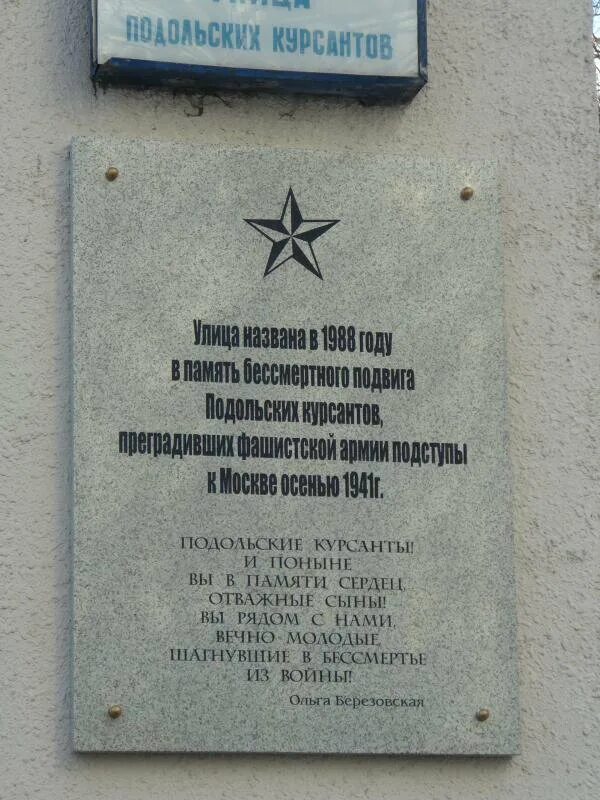 УЛИЦА
ПОДОЛЬСКИХ КУРСАНТОВ
Улица названа в 1988 году
в память бессмертного подвига
Подольских курсантов,
преградивших фашистской армии подступы
к Москве осенью 1941г.
ПОДОЛЬСКИЕ КУРСАНТЫ!
И ПОНЫНЕ
ВЫ В ПАМЯТИ СЕРДЕЦ,
ОТВАЖНЫЕ СЫНЫ!
ВЫ РЯДОМ С НАМИ,
ВЕЧНО МОЛОДЫЕ,
ШАГНУВШИЕ В БЕССМЕРТЬЕ
ИЗ ВОЙНЫ!
Ольга Березовская